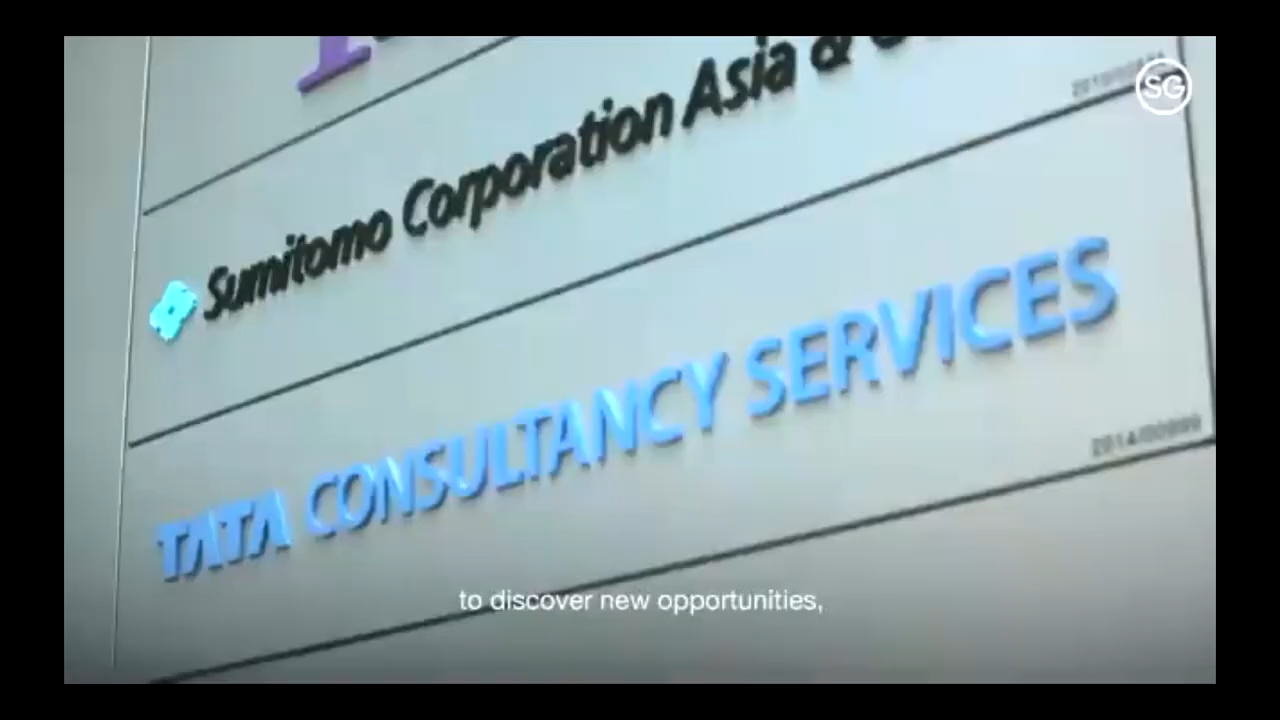 Sumitomo Corporation Asia &
SG
TATA CONSULTANCY SERVICES
to discover new opportunities,